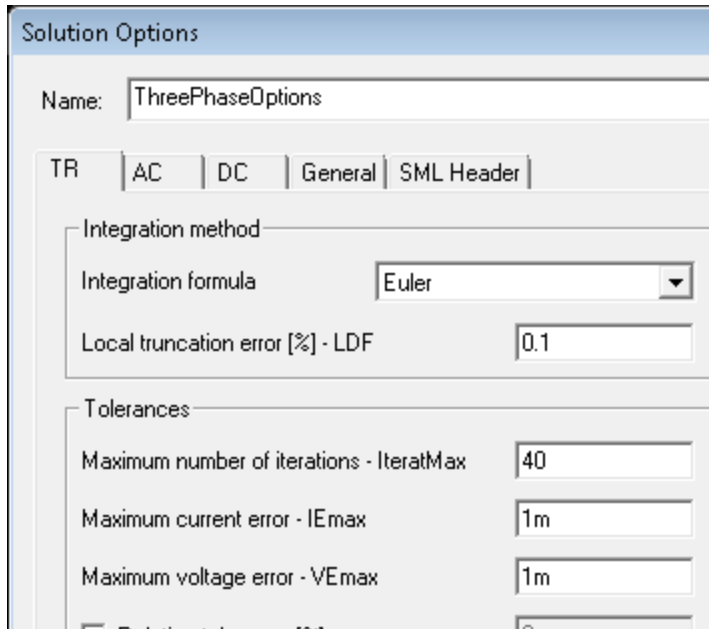 Solution Options
Name: ThreePhaseOptions
TR AC DC General SML Header
Integration method
Integration formula Euler
Local truncation error [%] - LDF 0.1
Tolerances
Maximum number of iterations - IteratMax 40
Maximum current error - IEmax 1m
Maximum voltage error - VEmax 1m